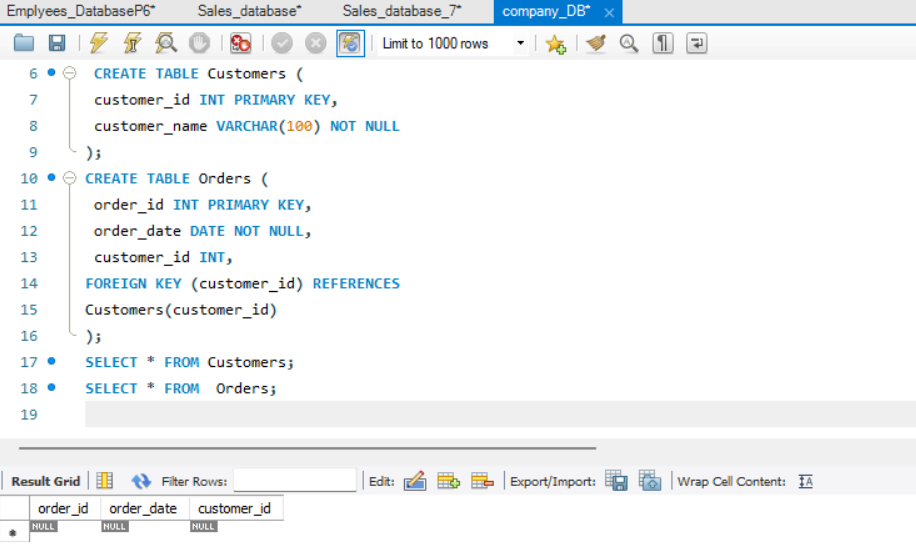 Emplyees_DatabaseP6* Sales_database* Sales_database_7* company_DB* ×
Limit to 1000 rows
6 CREATE TABLE Customers (
7 customer_id INT PRIMARY KEY,
8 customer_name VARCHAR(100) NOT NULL
9 );
10 CREATE TABLE Orders (
11 order_id INT PRIMARY KEY,
12 order_date DATE NOT NULL,
13 customer_id INT,
14 FOREIGN KEY (customer_id) REFERENCES
15 Customers(customer_id)
16 );
17 SELECT * FROM Customers;
18 SELECT * FROM Orders;
19
Result Grid Filter Rows: Edit: Export/Import: Wrap Cell Content: IA
order_id order_date customer_id
* NULL NULL NULL